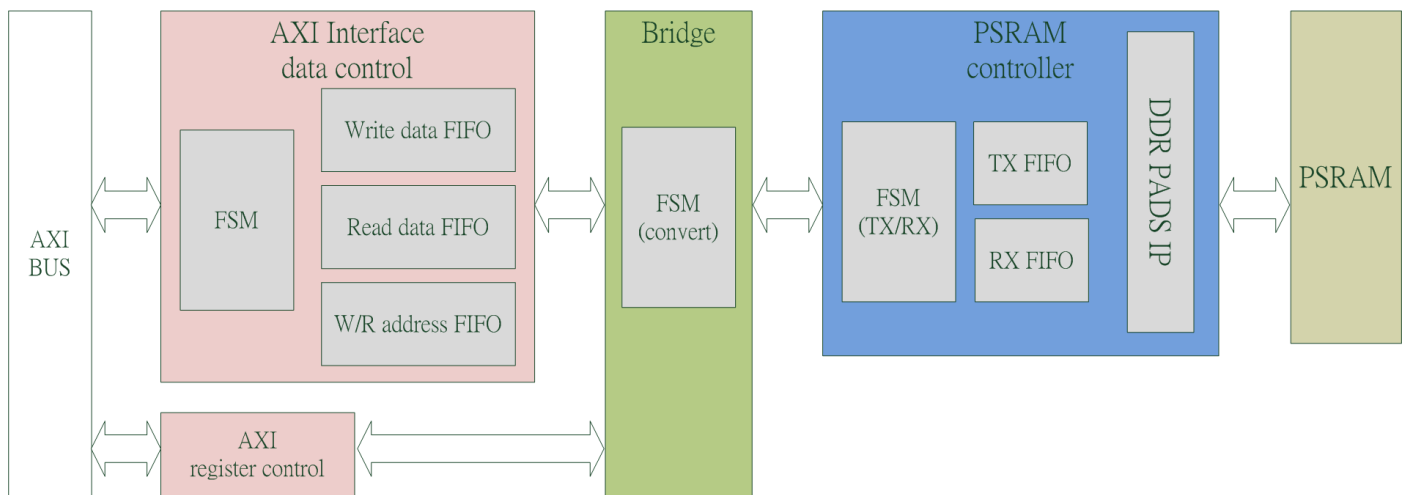 AXI
BUS
AXI Interface
data control
FSM
Write data FIFO
Read data FIFO
W/R address FIFO
AXI
register control
Bridge
FSM
(convert)
PSRAM
controller
FSM
(TX/RX)
TX FIFO
RX FIFO
DDR PADS IP
PSRAM